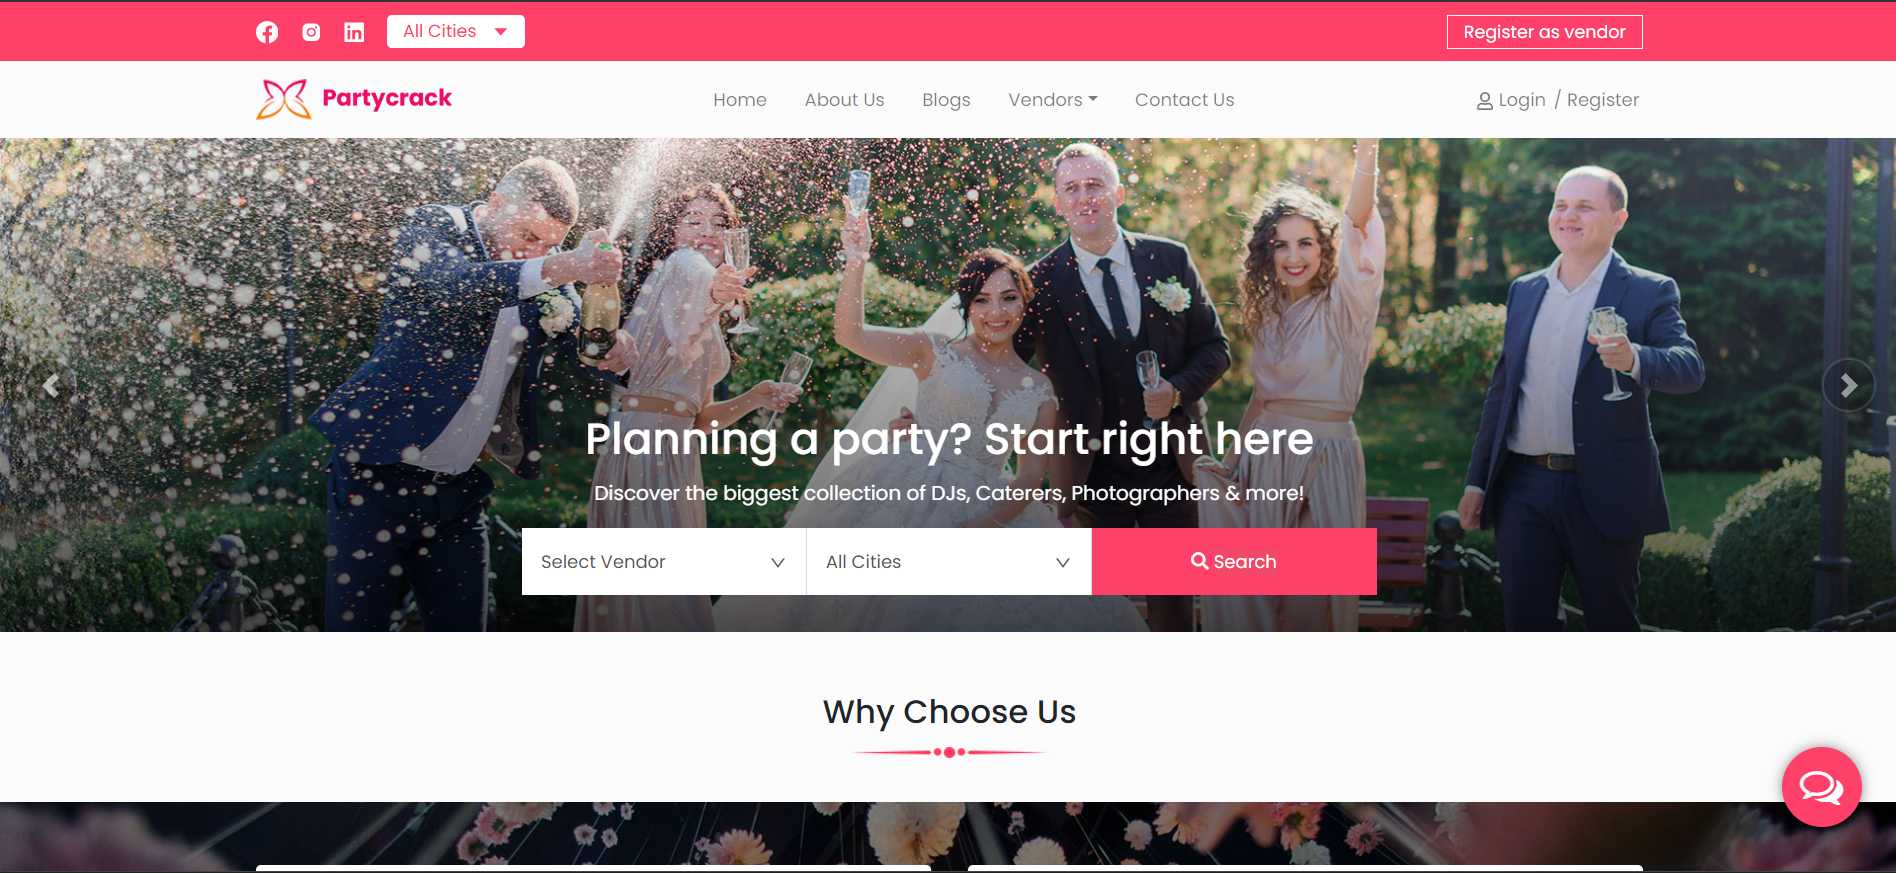 All Cities
Register as vendor
Partycrack
Home
About Us
Blogs
Vendors
Contact Us
Login / Register
Planning a party? Start right here
Discover the biggest collection of DJs, Caterers, Photographers & more!
Select Vendor
All Cities
Search
Why Choose Us